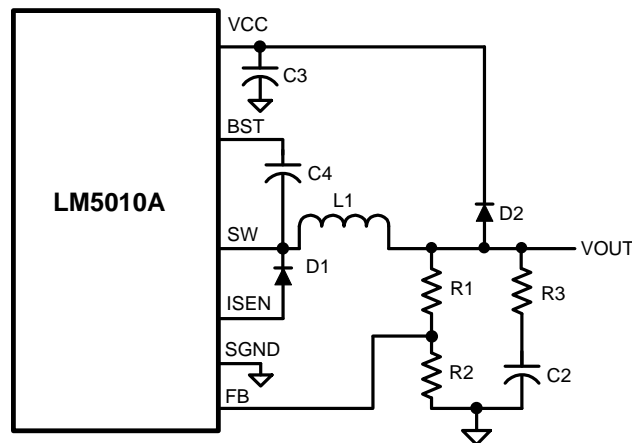 VCC
C3
BST
C4
LM5010A
L1
D2
SW
VOUT
D1
R1
R3
ISEN
SGND
R2
C2
FB